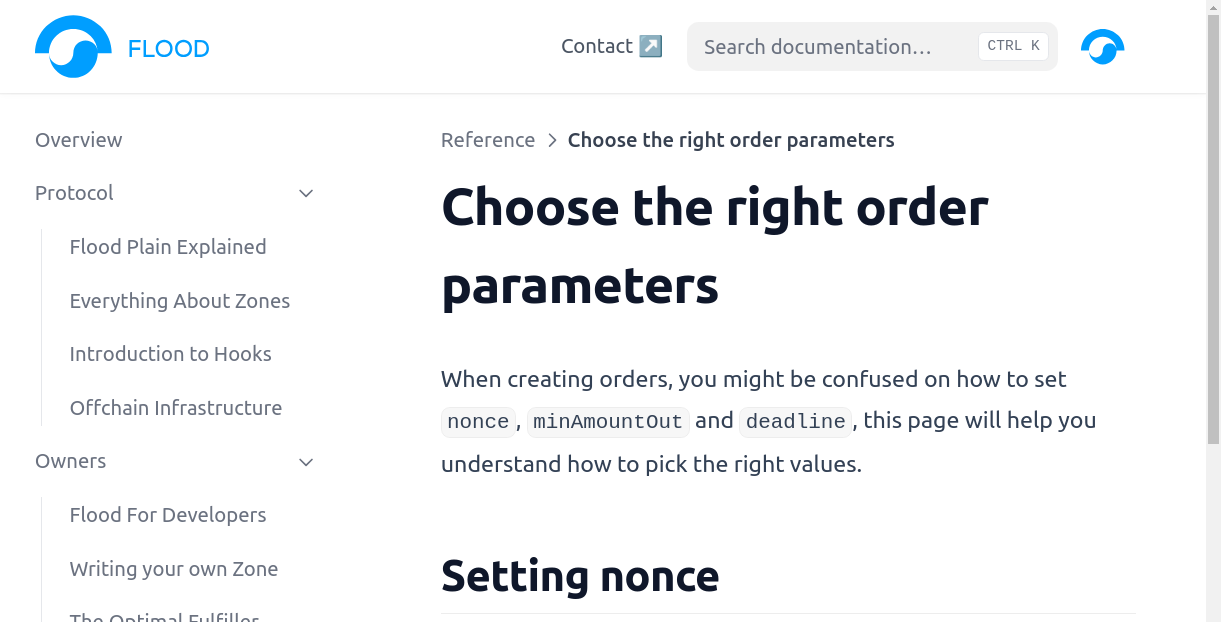 FLOOD
Contact ↗
Search documentation…
CTRL K
Overview
Protocol
Flood Plain Explained
Everything About Zones
Introduction to Hooks
Offchain Infrastructure
Owners
Flood For Developers
Writing your own Zone
The Optimal Fulfiller
Reference > Choose the right order parameters
Choose the right order
parameters
When creating orders, you might be confused on how to set
nonce, minAmountOut and deadline, this page will help you
understand how to pick the right values.
Setting nonce